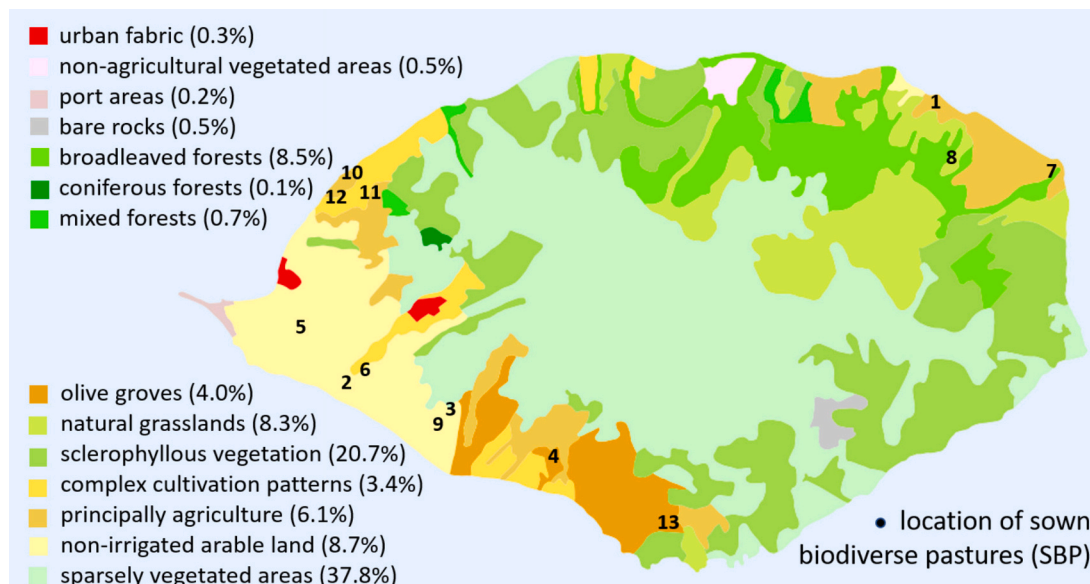 urban fabric (0.3%)
non-agricultural vegetated areas (0.5%)
port areas (0.2%)
bare rocks (0.5%)
broadleaved forests (8.5%)
coniferous forests (0.1%)
mixed forests (0.7%)
1
8
7
10
12
11
5
2
6
3
9
4
13
olive groves (4.0%)
natural grasslands (8.3%)
sclerophyllous vegetation (20.7%)
complex cultivation patterns (3.4%)
principally agriculture (6.1%)
non-irrigated arable land (8.7%)
sparsely vegetated areas (37.8%)
• location of sown
biodiverse pastures (SBP)